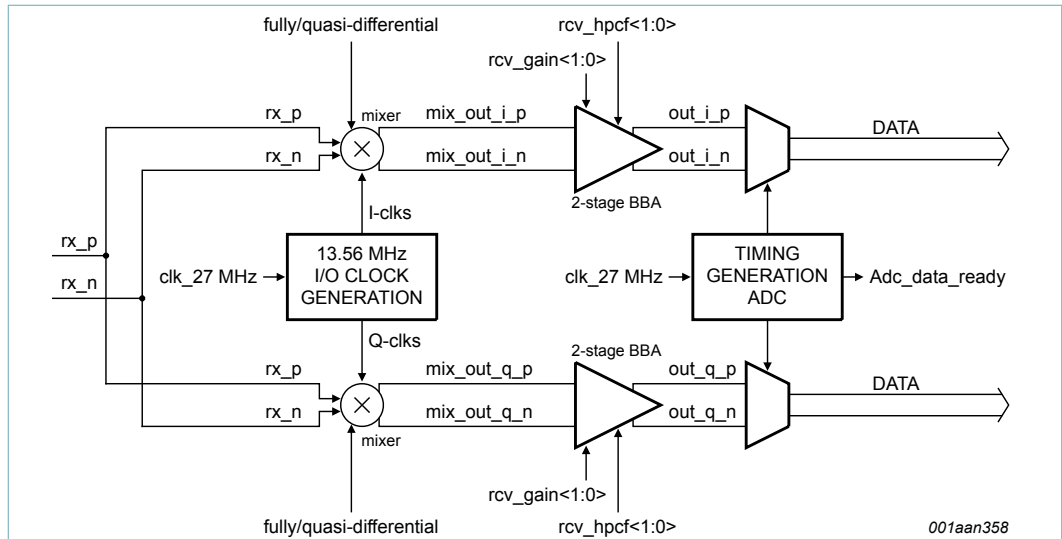 fully/quasi-differential
rcv_hpcf<1:0>
rcv_gain<1:0>
rx_p
mixer
mix_out_i_p
out_i_p
DATA
rx_n
mix_out_i_n
out_i_n
2-stage BBA
I-clks
rx_p
rx_n
clk_27 MHz
13.56 MHz
I/O CLOCK
GENERATION
clk_27 MHz
TIMING
GENERATION
ADC
Adc_data_ready
Q-clks
2-stage BBA
rx_p
mix_out_q_p
out_q_p
DATA
rx_n
mix_out_q_n
out_q_n
mixer
rcv_gain<1:0>
fully/quasi-differential
rcv_hpcf<1:0>
001aan358